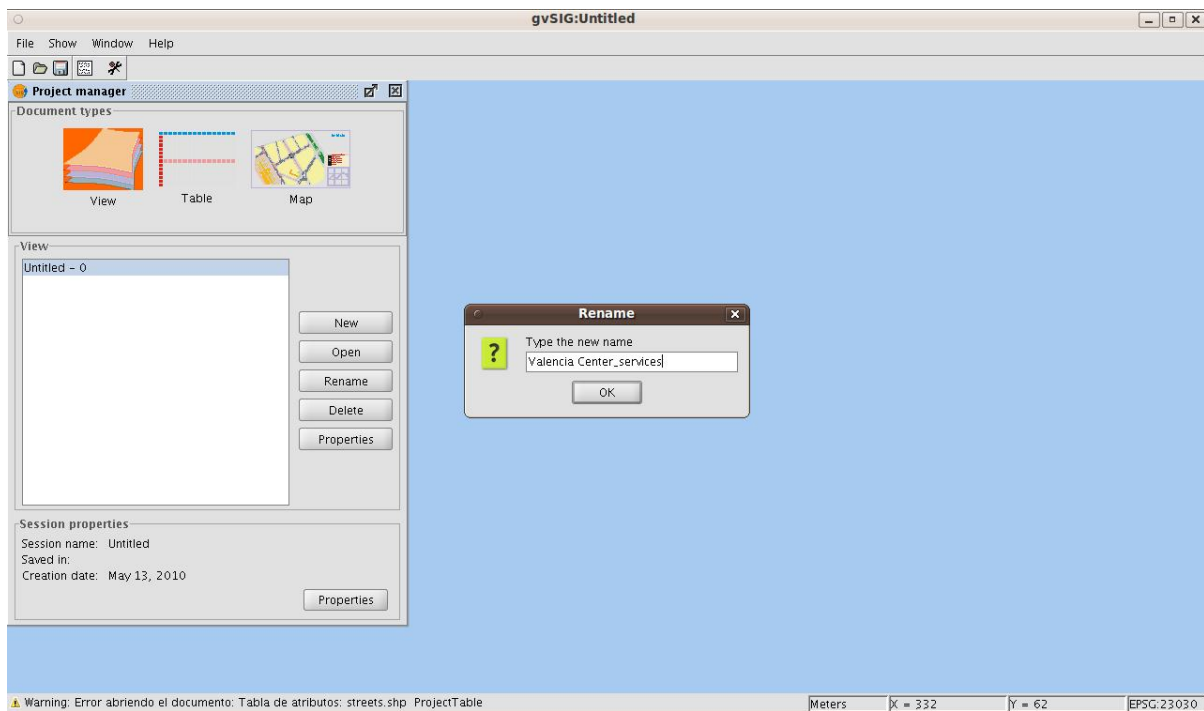 gvSIG:Untitled
File Show Window Help
Project manager
Document types
View
Table
Map
View
Untitled - 0
New
Open
Rename
Delete
Properties
Rename
Type the new name
Valencia Center_services
OK
Session properties
Session name: Untitled
Saved in:
Creation date: May 13, 2010
Properties
Warning: Error abriendo el documento: Tabla de atributos: streets.shp ProjectTable
Meters
X = 332
Y = 62
EPSG:23030